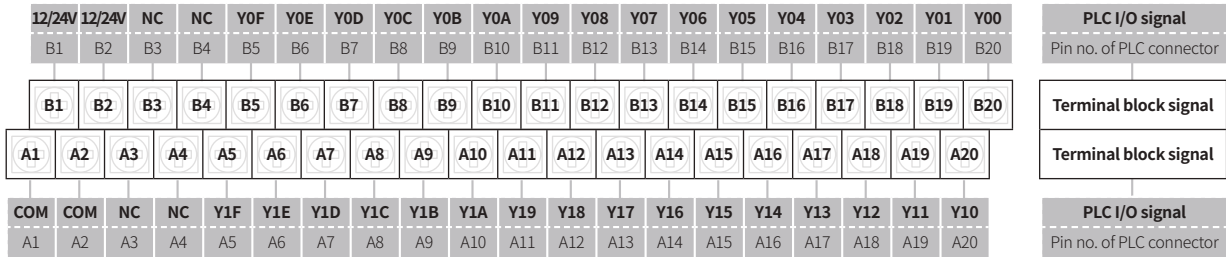 12/24V 12/24V NC NC Y0F Y0E Y0D Y0C Y0B Y0A Y09 Y08 Y07 Y06 Y05 Y04 Y03 Y02 Y01 Y00 PLC I/O signal
B1 B2 B3 B4 B5 B6 B7 B8 B9 B10 B11 B12 B13 B14 B15 B16 B17 B18 B19 B20 Pin no. of PLC connector
B1 B2 B3 B4 B5 B6 B7 B8 B9 B10 B11 B12 B13 B14 B15 B16 B17 B18 B19 B20 Terminal block signal
A1 A2 A3 A4 A5 A6 A7 A8 A9 A10 A11 A12 A13 A14 A15 A16 A17 A18 A19 A20 Terminal block signal
COM COM NC NC Y1F Y1E Y1D Y1C Y1B Y1A Y19 Y18 Y17 Y16 Y15 Y14 Y13 Y12 Y11 Y10 PLC I/O signal
A1 A2 A3 A4 A5 A6 A7 A8 A9 A10 A11 A12 A13 A14 A15 A16 A17 A18 A19 A20 Pin no. of PLC connector